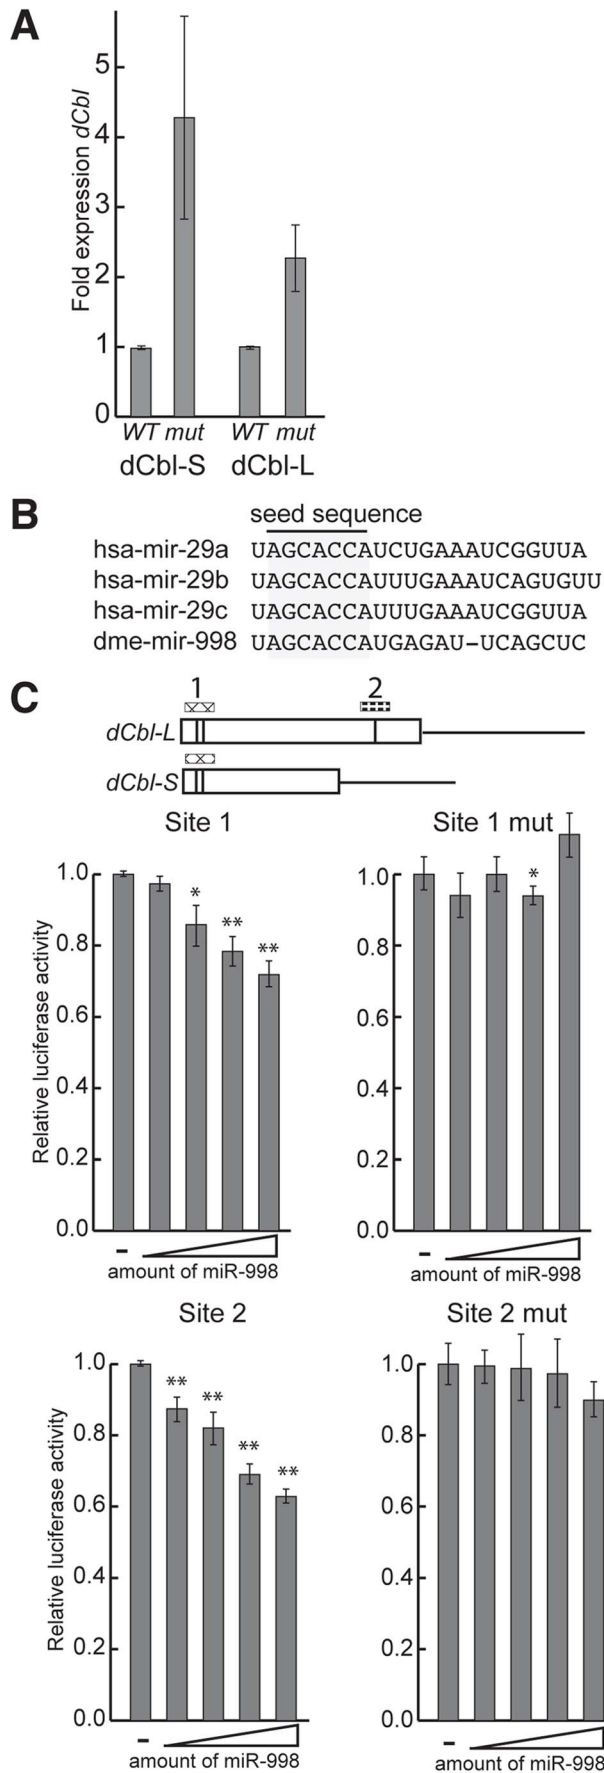 A
Fold expression dCbl
5
4
3
2
1
0
WT mut WT mut
dCbl-S dCbl-L
B
seed sequence
hsa-mir-29a UAGCACCAUCUGAAAUCGGUUA
hsa-mir-29b UAGCACCAUUUGAAAUCAGUGUU
hsa-mir-29c UAGCACCAUUUGAAAUCGGUUA
dme-mir-998 UAGCACCAUGAGAU-UCAGCUC
C
1 2
dCbl-L
dCbl-S
Site 1
Relative luciferase activity
1.0
0.8
0.6
0.4
0.2
0.0
* ** **
-
amount of miR-998
Site 1 mut
1.0
0.8
0.6
0.4
0.2
0.0
*
-
amount of miR-998
Site 2
Relative luciferase activity
1.0
0.8
0.6
0.4
0.2
0.0
** ** ** **
-
amount of miR-998
Site 2 mut
1.0
0.8
0.6
0.4
0.2
0.0
-
amount of miR-998